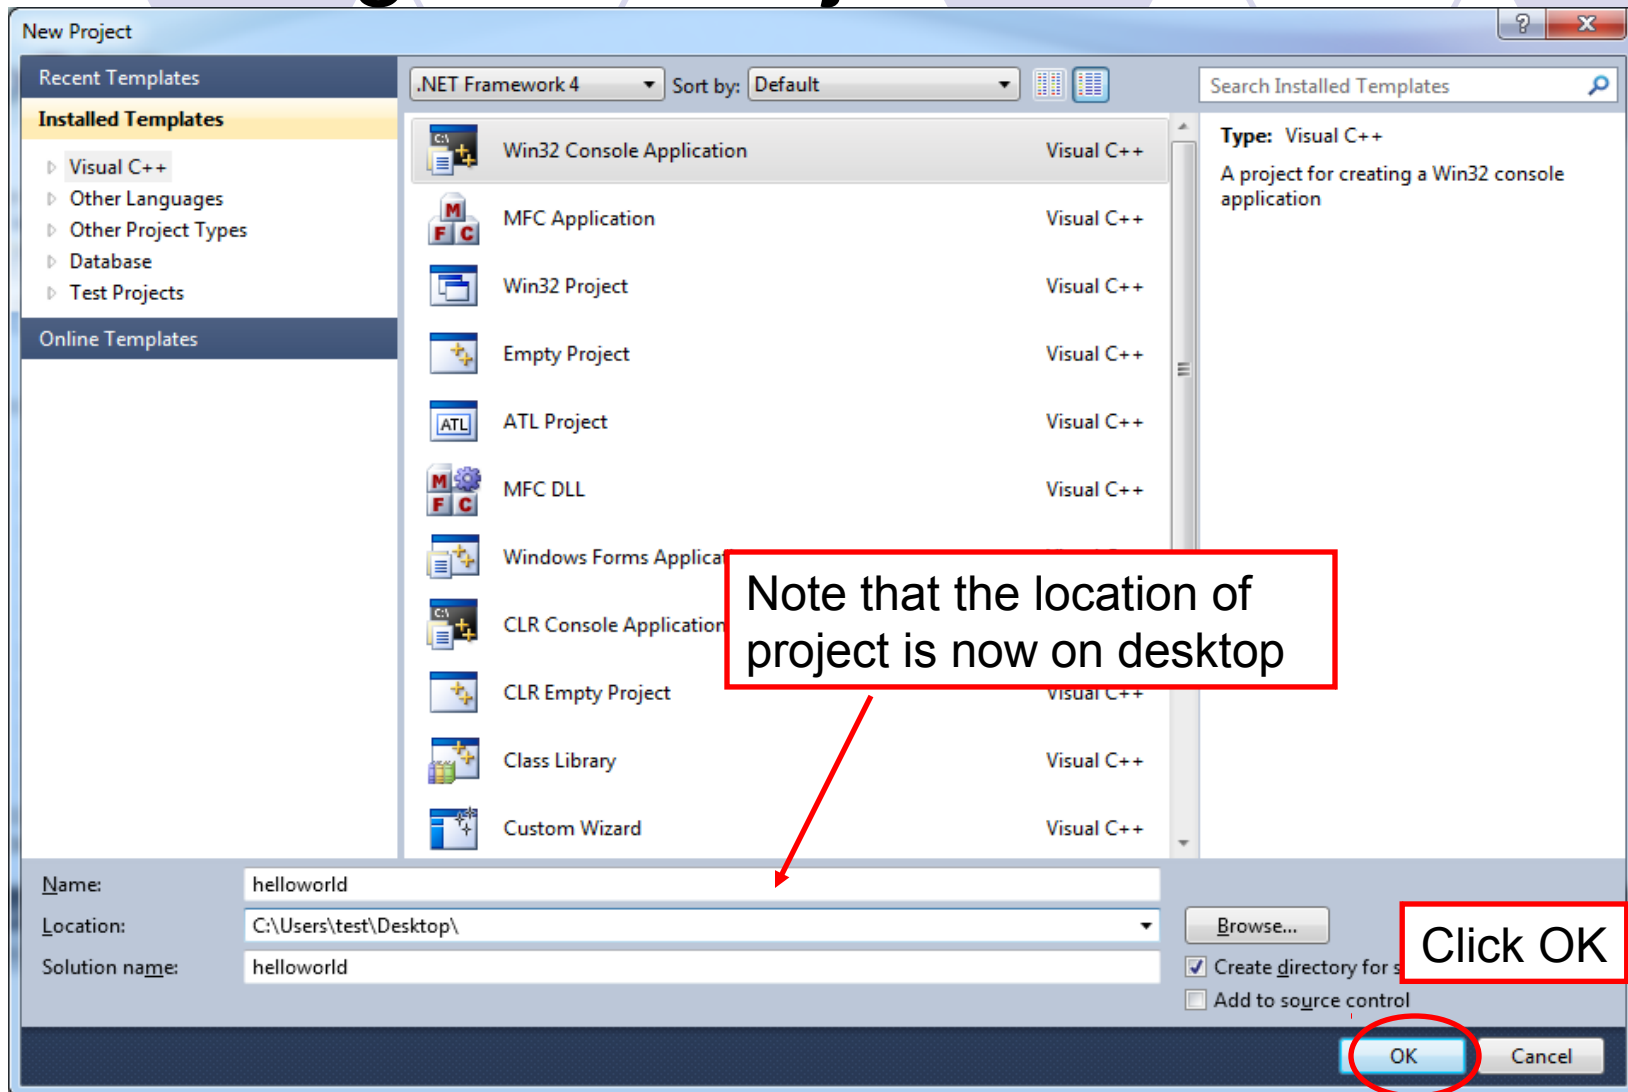 New Project
Recent Templates
.NET Framework 4
Sort by:
Default
Search Installed Templates
Installed Templates
Visual C++
Other Languages
Other Project Types
Database
Test Projects
Online Templates
Win32 Console Application Visual C++
MFC Application Visual C++
Win32 Project Visual C++
Empty Project Visual C++
ATL Project Visual C++
MFC DLL Visual C++
Windows Forms
CLR Console Application
CLR Empty Project Visual C++
Class Library Visual C++
Custom Wizard Visual C++
Type: Visual C++
A project for creating a Win32 console
application
Note that the location of
project is now on desktop
Name: helloworld
Location: C:\Users\test\Desktop\
Browse...
Solution name: helloworld
Create directory for
Add to source control
Click OK
OK Cancel